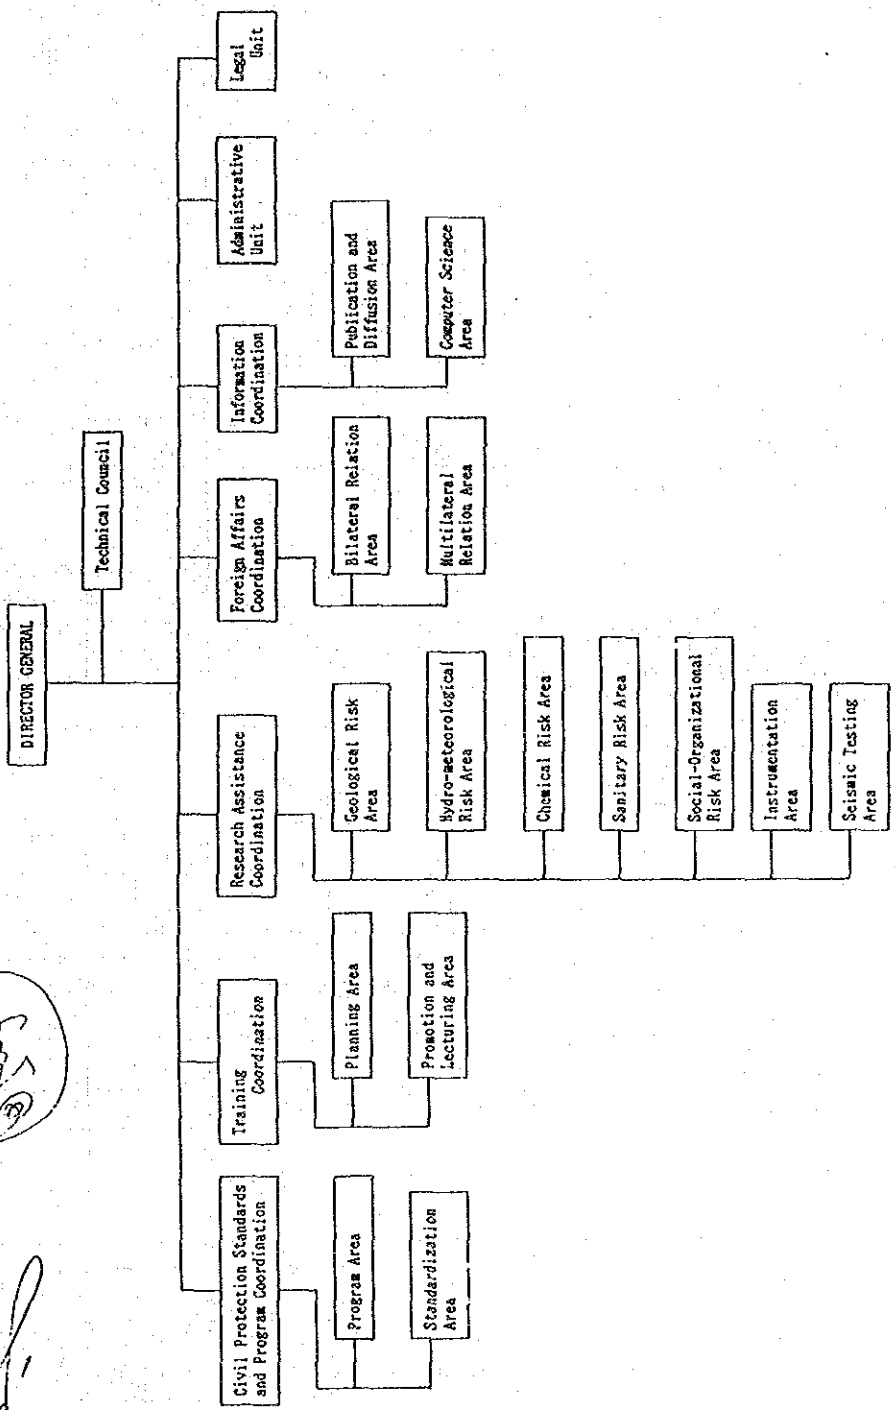 DIRECTOR GENERAL
Technical Council
Civil Protection Standards
and Program Coordination
Program Area
Standardization
Area
Training
Coordination
Planning Area
Promotion and
Lecturing Area
Research Assistance
Coordination
Geological Risk
Area
Hydro-meteorological
Risk Area
Chemical Risk Area
Sanitary Risk Area
Social-Organizational
Risk Area
Instrumentation
Area
Seismic Testing
Area
Foreign Affairs
Coordination
Bilateral Relation
Area
Multilateral
Relation Area
Information
Coordination
Publication and
Diffusion Area
Computer Science
Area
Administrative
Unit
Legal
Unit